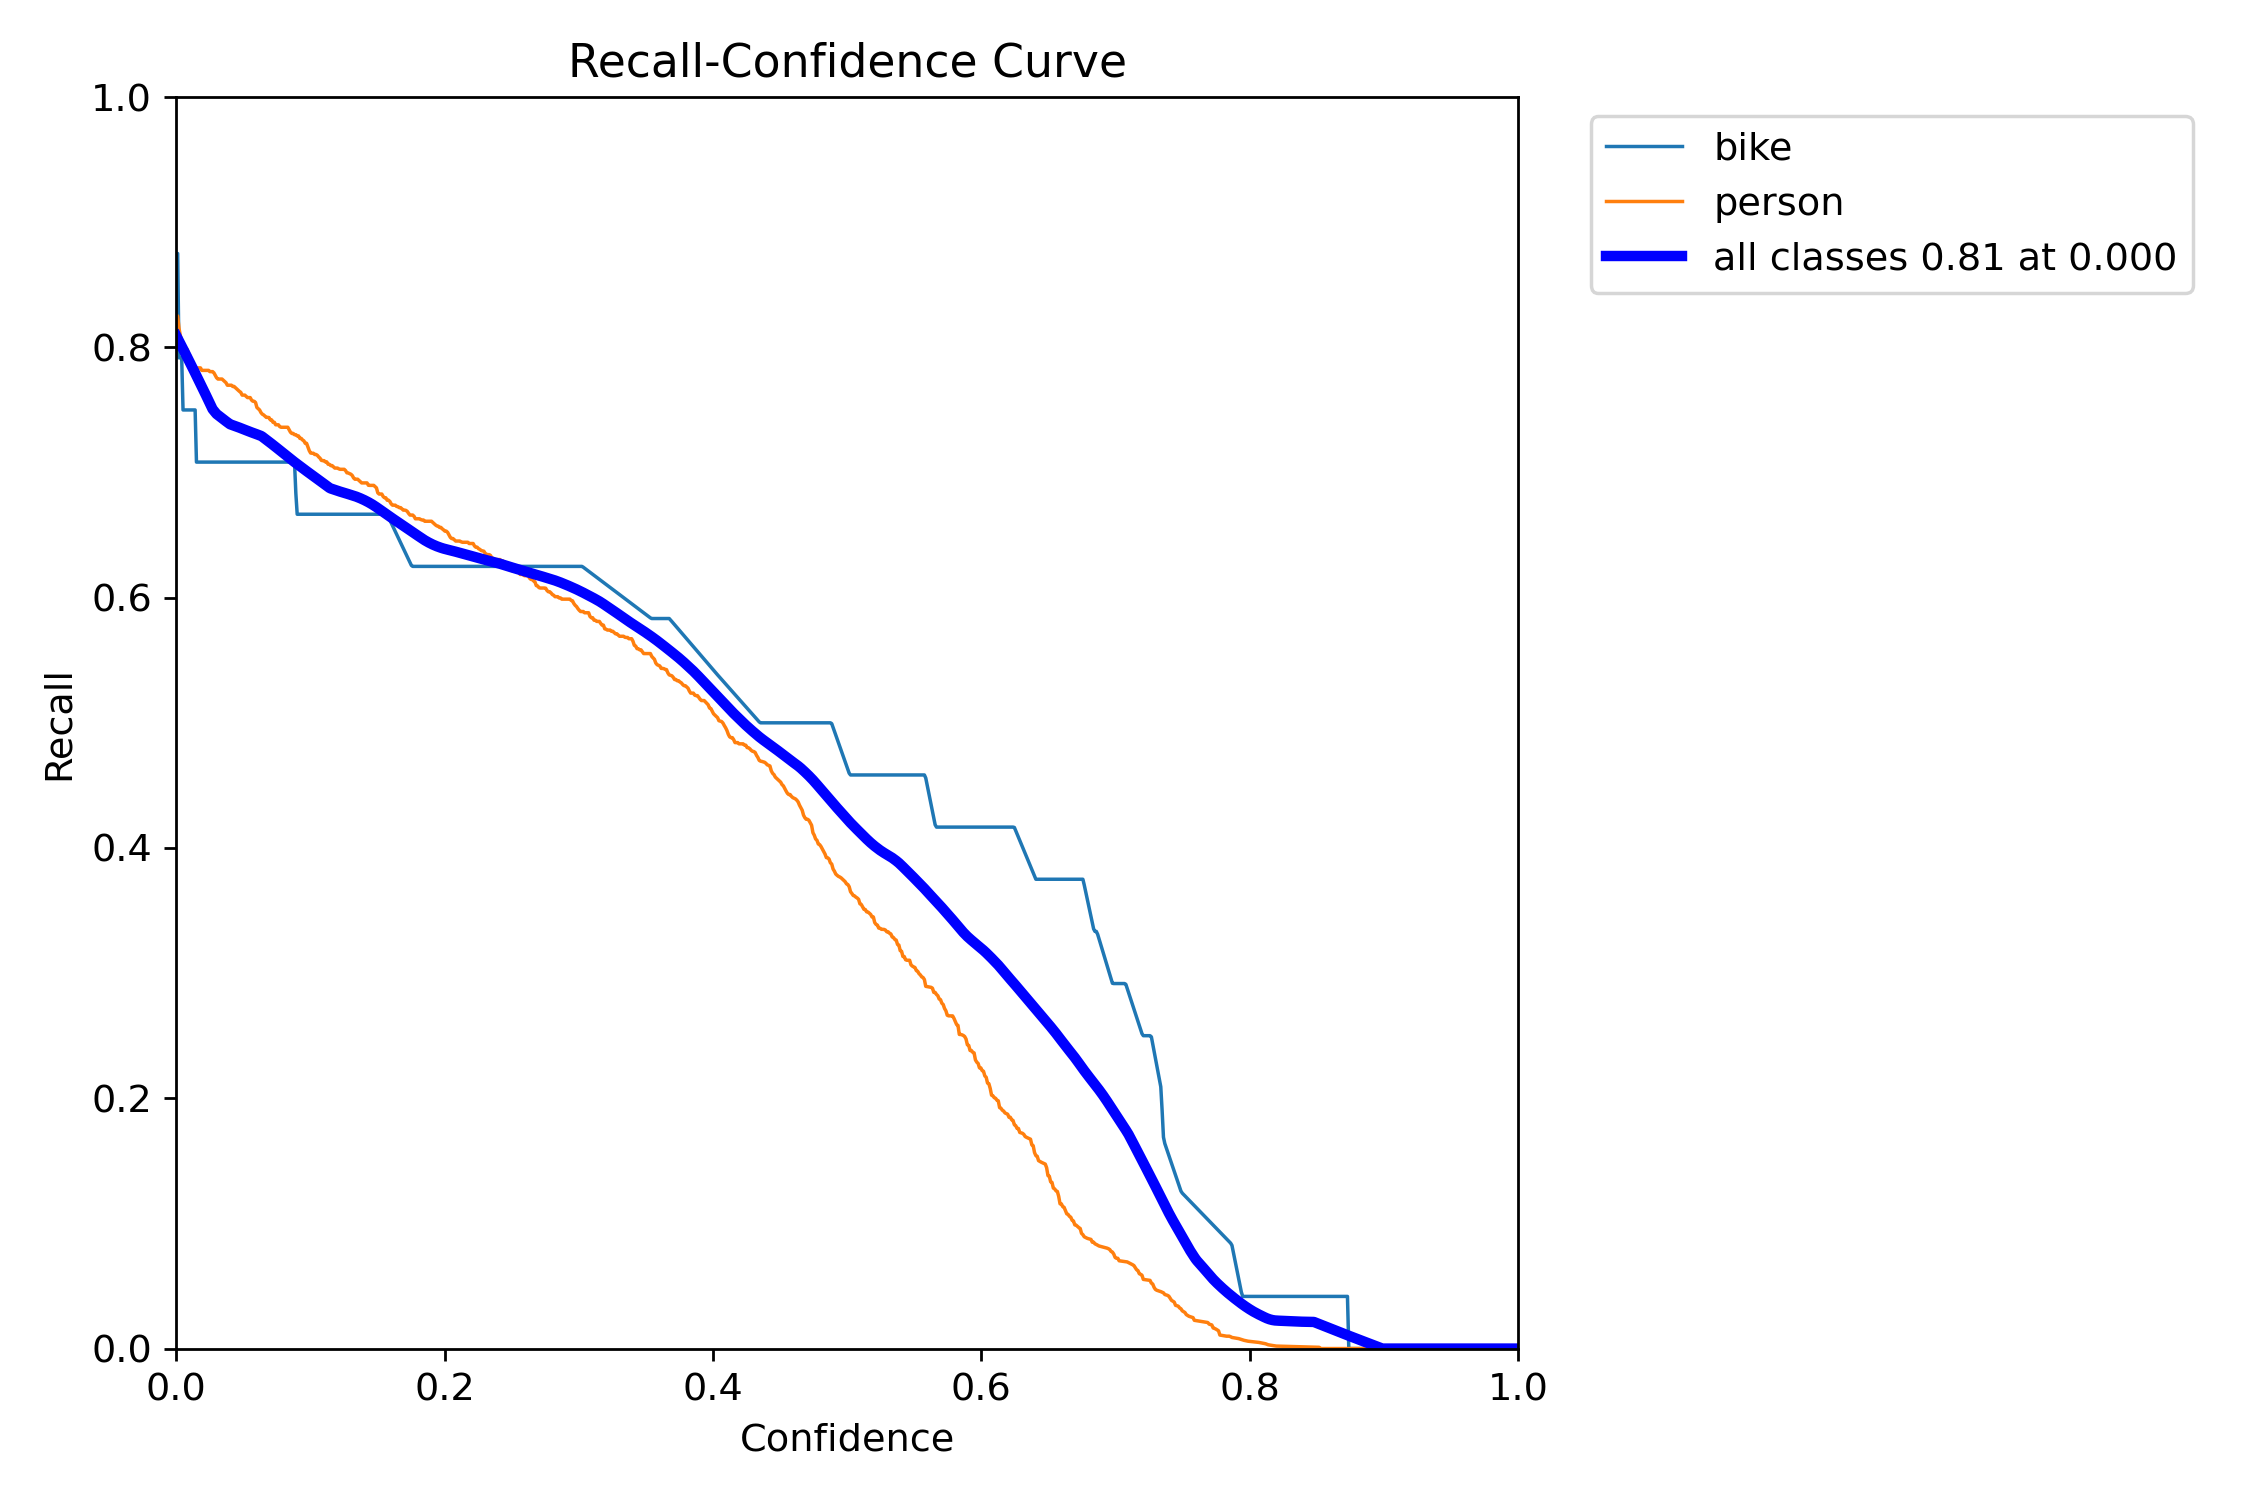 Recall-Confidence Curve
1.0
0.8
0.6
0.4
0.2
0.0
Recall
0.0 0.2 0.4 0.6 0.8 1.0
Confidence
bike
person
all classes 0.81 at 0.000